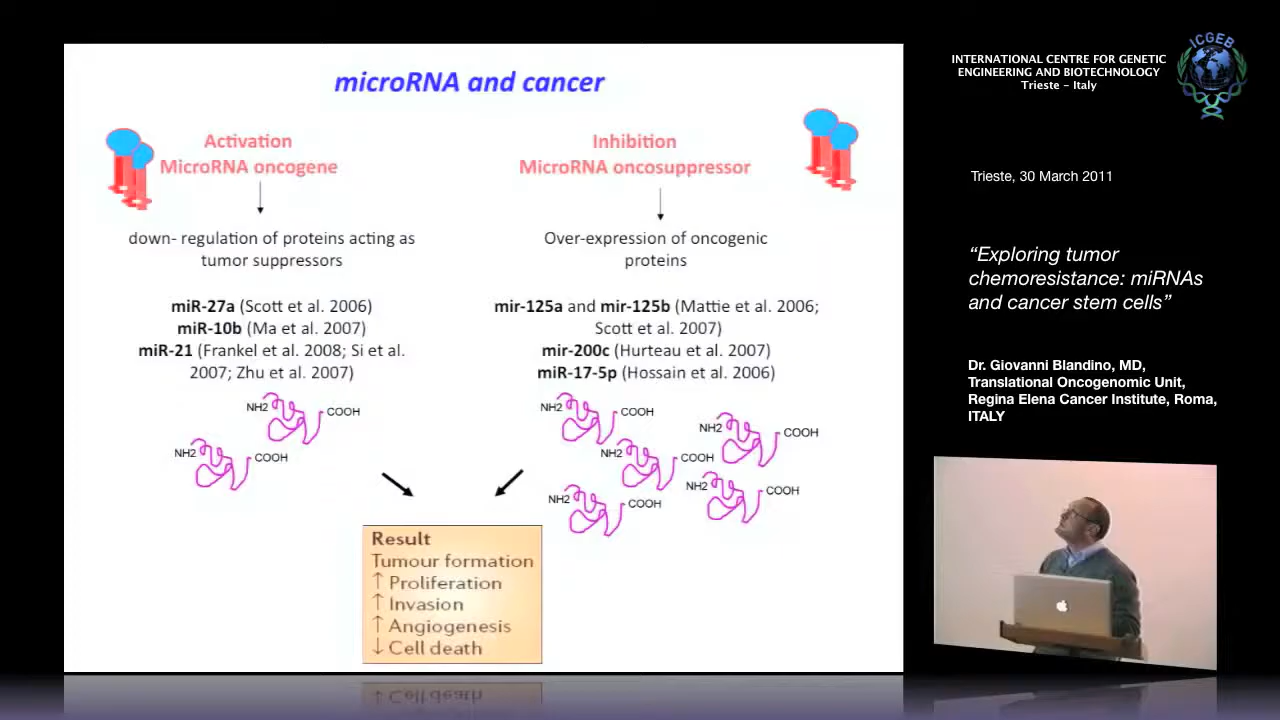 microRNA and cancer
Activation
MicroRNA oncogene
down- regulation of proteins acting as
tumor suppressors
miR-27a (Scott et al. 2006)
miR-10b (Ma et al. 2007)
miR-21 (Frankel et al. 2008; Si et al.
2007; Zhu et al. 2007)
NH2 COOH
NH2 COOH
Inhibition
MicroRNA oncosuppressor
Over-expression of oncogenic
proteins
mir-125a and mir-125b (Mattie et al. 2006;
Scott et al. 2007)
mir-200c (Hurteau et al. 2007)
miR-17-5p (Hossain et al. 2006)
NH2 COOH
NH2 COOH
NH2 COOH
NH2 COOH
NH2 COOH
Result
Tumour formation
↑ Proliferation
↑ Invasion
↑ Angiogenesis
↓ Cell death
INTERNATIONAL CENTRE FOR GENETIC
ENGINEERING AND BIOTECHNOLOGY
Trieste - Italy
ICGEB
Trieste, 30 March 2011
“Exploring tumor
chemoresistance: miRNAs
and cancer stem cells”
Dr. Giovanni Blandino, MD,
Translational Oncogenomic Unit,
Regina Elena Cancer Institute, Roma,
ITALY